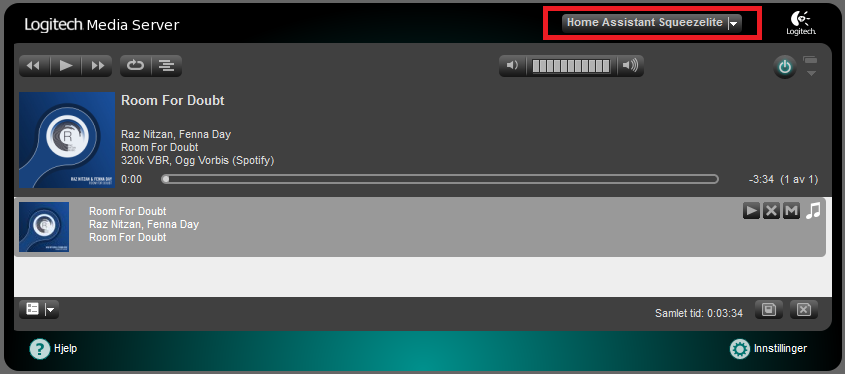 Logitech Media Server
Home Assistant Squeezelite
Logitech
Room For Doubt
Raz Nitzan, Fenna Day
Room For Doubt
320k VBR, Ogg Vorbis (Spotify)
0:00
-3:34 (1 av 1)
R
RAZ NITZAN & FENNA DAY
ROOM FOR DOUBT
Room For Doubt
Raz Nitzan, Fenna Day
Room For Doubt
M
Samlet tid: 0:03:34
? Hjelp
Innstillinger